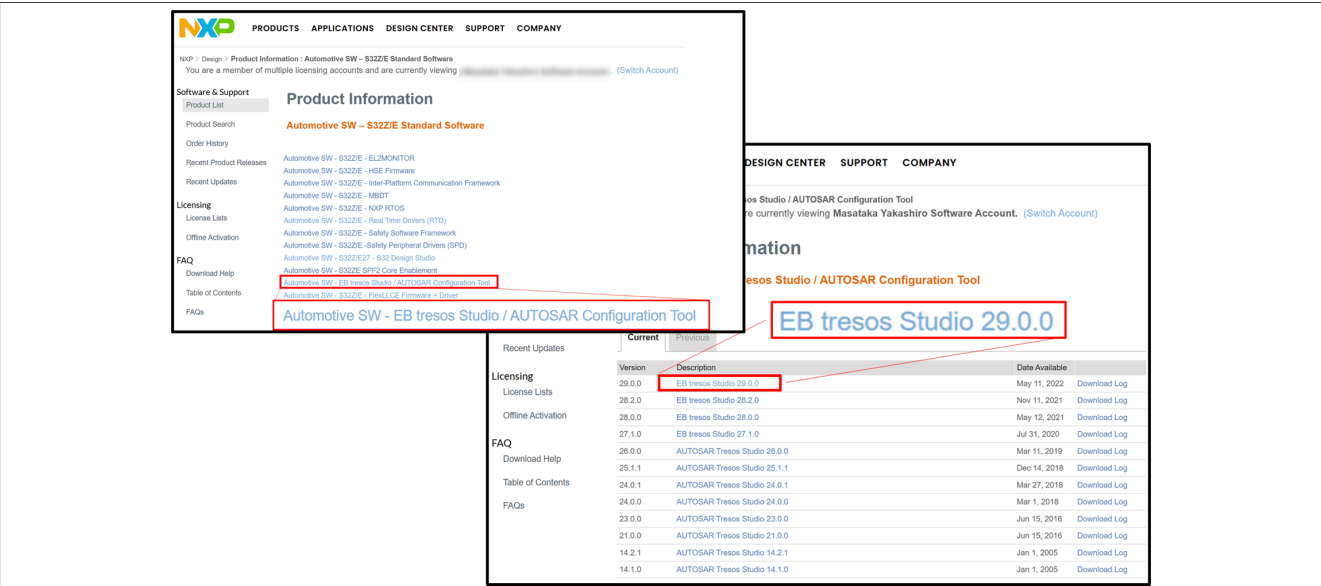 NXP
PRODUCTS APPLICATIONS DESIGN CENTER SUPPORT COMPANY
NXP > Design > Product Information : Automotive SW – S32Z/E Standard Software
You are a member of multiple licensing accounts and are currently viewing . (Switch Account)
Software & Support
Product List
Product Search
Order History
Recent Product Releases
Recent Updates
Licensing
License Lists
Offline Activation
FAQ
Download Help
Table of Contents
FAQs
Product Information
Automotive SW – S32Z/E Standard Software
Automotive SW - S32Z/E - EL2MONITOR
Automotive SW - S32Z/E - HSE Firmware
Automotive SW - S32Z/E - Inter-Platform Communication Framework
Automotive SW - S32Z/E - MBDT
Automotive SW - S32Z/E - NXP RTOS
Automotive SW - S32Z/E - Real Time Drivers (RTD)
Automotive SW - S32Z/E - Safety Software Framework
Automotive SW - S32Z/E -Safety Peripheral Drivers (SPD)
Automotive SW - S32Z/E27 - S32 Design Studio
Automotive SW - S32ZE SPF2 Core Enablement
Automotive SW - EB tresos Studio / AUTOSAR Configuration Tool
Automotive SW - S32Z/E - FlexLLCE Firmware + Driver
Automotive SW - EB tresos Studio / AUTOSAR Configuration Tool
DESIGN CENTER SUPPORT COMPANY
sos Studio / AUTOSAR Configuration Tool
re currently viewing Masataka Yakashiro Software Account. (Switch Account)
mation
esos Studio / AUTOSAR Configuration Tool
EB tresos Studio 29.0.0
Recent Updates
Licensing
License Lists
Offline Activation
FAQ
Download Help
Table of Contents
FAQs
Current Previous
Version Description Date Available
29.0.0 EB tresos Studio 29.0.0 May 11, 2022 Download Log
28.2.0 EB tresos Studio 28.2.0 Nov 11, 2021 Download Log
28.0.0 EB tresos Studio 28.0.0 May 12, 2021 Download Log
27.1.0 EB tresos Studio 27.1.0 Jul 31, 2020 Download Log
26.0.0 AUTOSAR Tresos Studio 26.0.0 Mar 11, 2019 Download Log
25.1.1 AUTOSAR Tresos Studio 25.1.1 Dec 14, 2018 Download Log
24.0.1 AUTOSAR Tresos Studio 24.0.1 Mar 27, 2018 Download Log
24.0.0 AUTOSAR Tresos Studio 24.0.0 Mar 1, 2018 Download Log
23.0.0 AUTOSAR Tresos Studio 23.0.0 Jun 15, 2016 Download Log
21.0.0 AUTOSAR Tresos Studio 21.0.0 Jun 15, 2016 Download Log
14.2.1 AUTOSAR Tresos Studio 14.2.1 Jan 1, 2005 Download Log
14.1.0 AUTOSAR Tresos Studio 14.1.0 Jan 1, 2005 Download Log